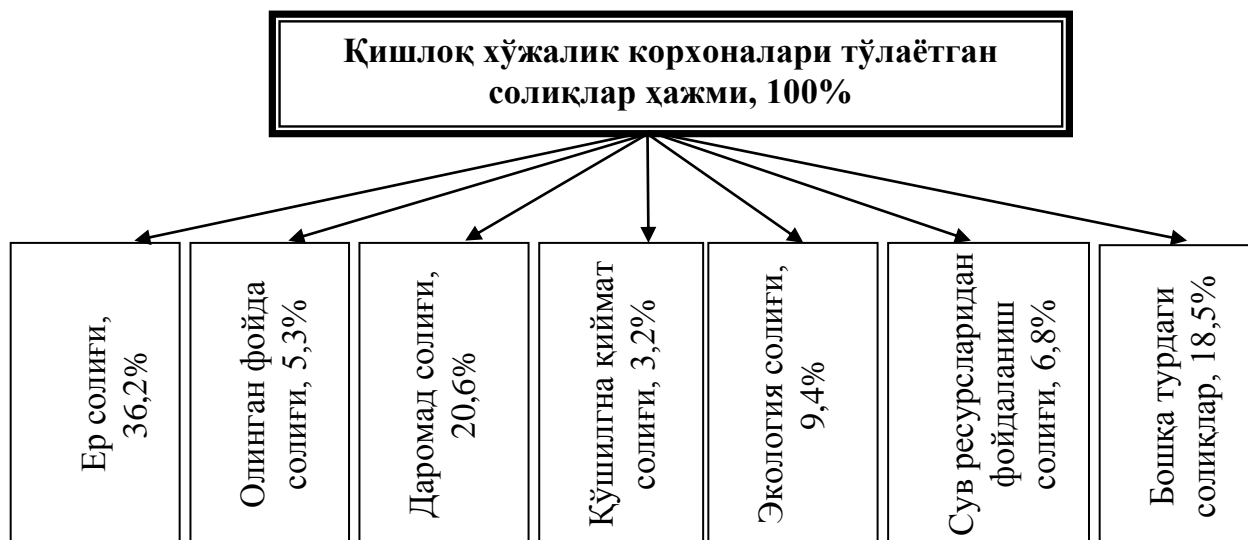 Қишлоқ хўжалик корхоналари тўлаётган
солиқлар ҳажми, 100%
Ер солиғи,
36,2%
Олинган фойда
солиғи, 5,3%
Даромад солиғи,
20,6%
Қўшилгна қиймат
солиғи, 3,2%
Экология солиғи,
9,4%
Сув ресурсларидан
фойдаланиш
солиғи, 6,8%
Бошқа турдаги
солиқлар, 18,5%